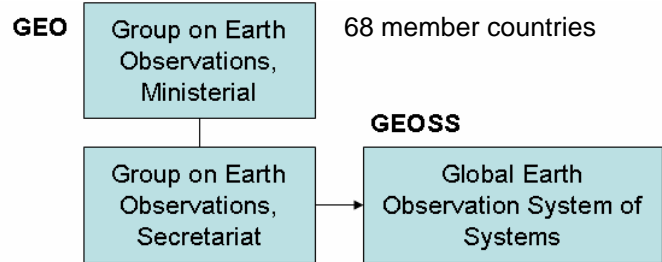 GEO
Group on Earth
Observations,
Ministerial
68 member countries
GEOSS
Group on Earth
Observations,
Secretariat
Global Earth
Observation System of
Systems